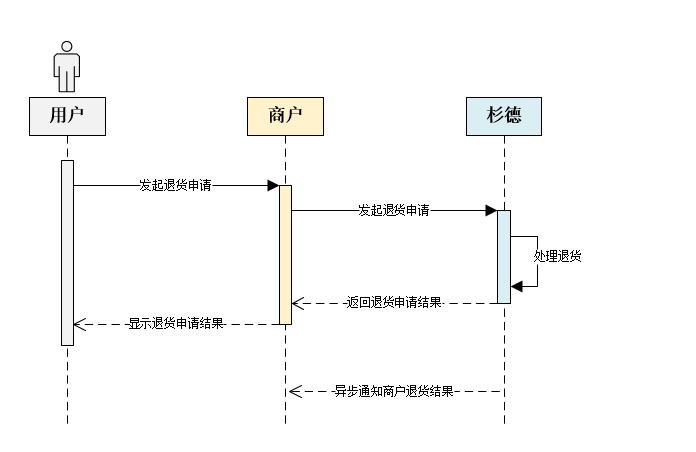 用户
商户
杉德
发起退货申请
发起退货申请
处理退货
返回退货申请结果
显示退货申请结果
异步通知商户退货结果